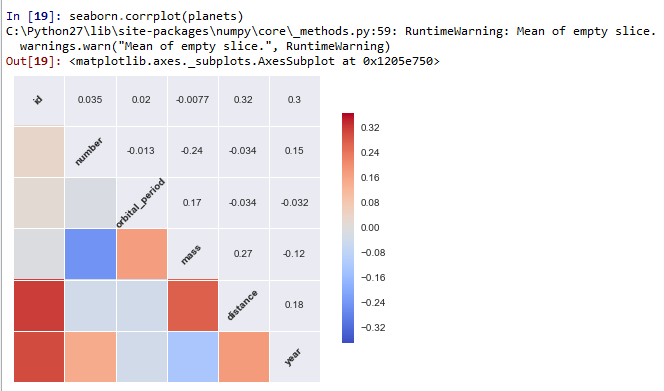 In [19]: seaborn.corrplot(planets)
C:\Python27\lib\site-packages\numpy\core\_methods.py:59: RuntimeWarning: Mean of empty slice.
warnings.warn("Mean of empty slice.", RuntimeWarning)
Out[19]: <matplotlib.axes._subplots.AxesSubplot at 0x1205e750>
id 0.035 0.02 -0.0077 0.32 0.3
number -0.013 -0.24 -0.034 0.15
orbital_period 0.17 -0.034 -0.032
mass 0.27 -0.12
distance 0.18
year
0.32
0.24
0.16
0.08
0.00
-0.08
-0.16
-0.24
-0.32